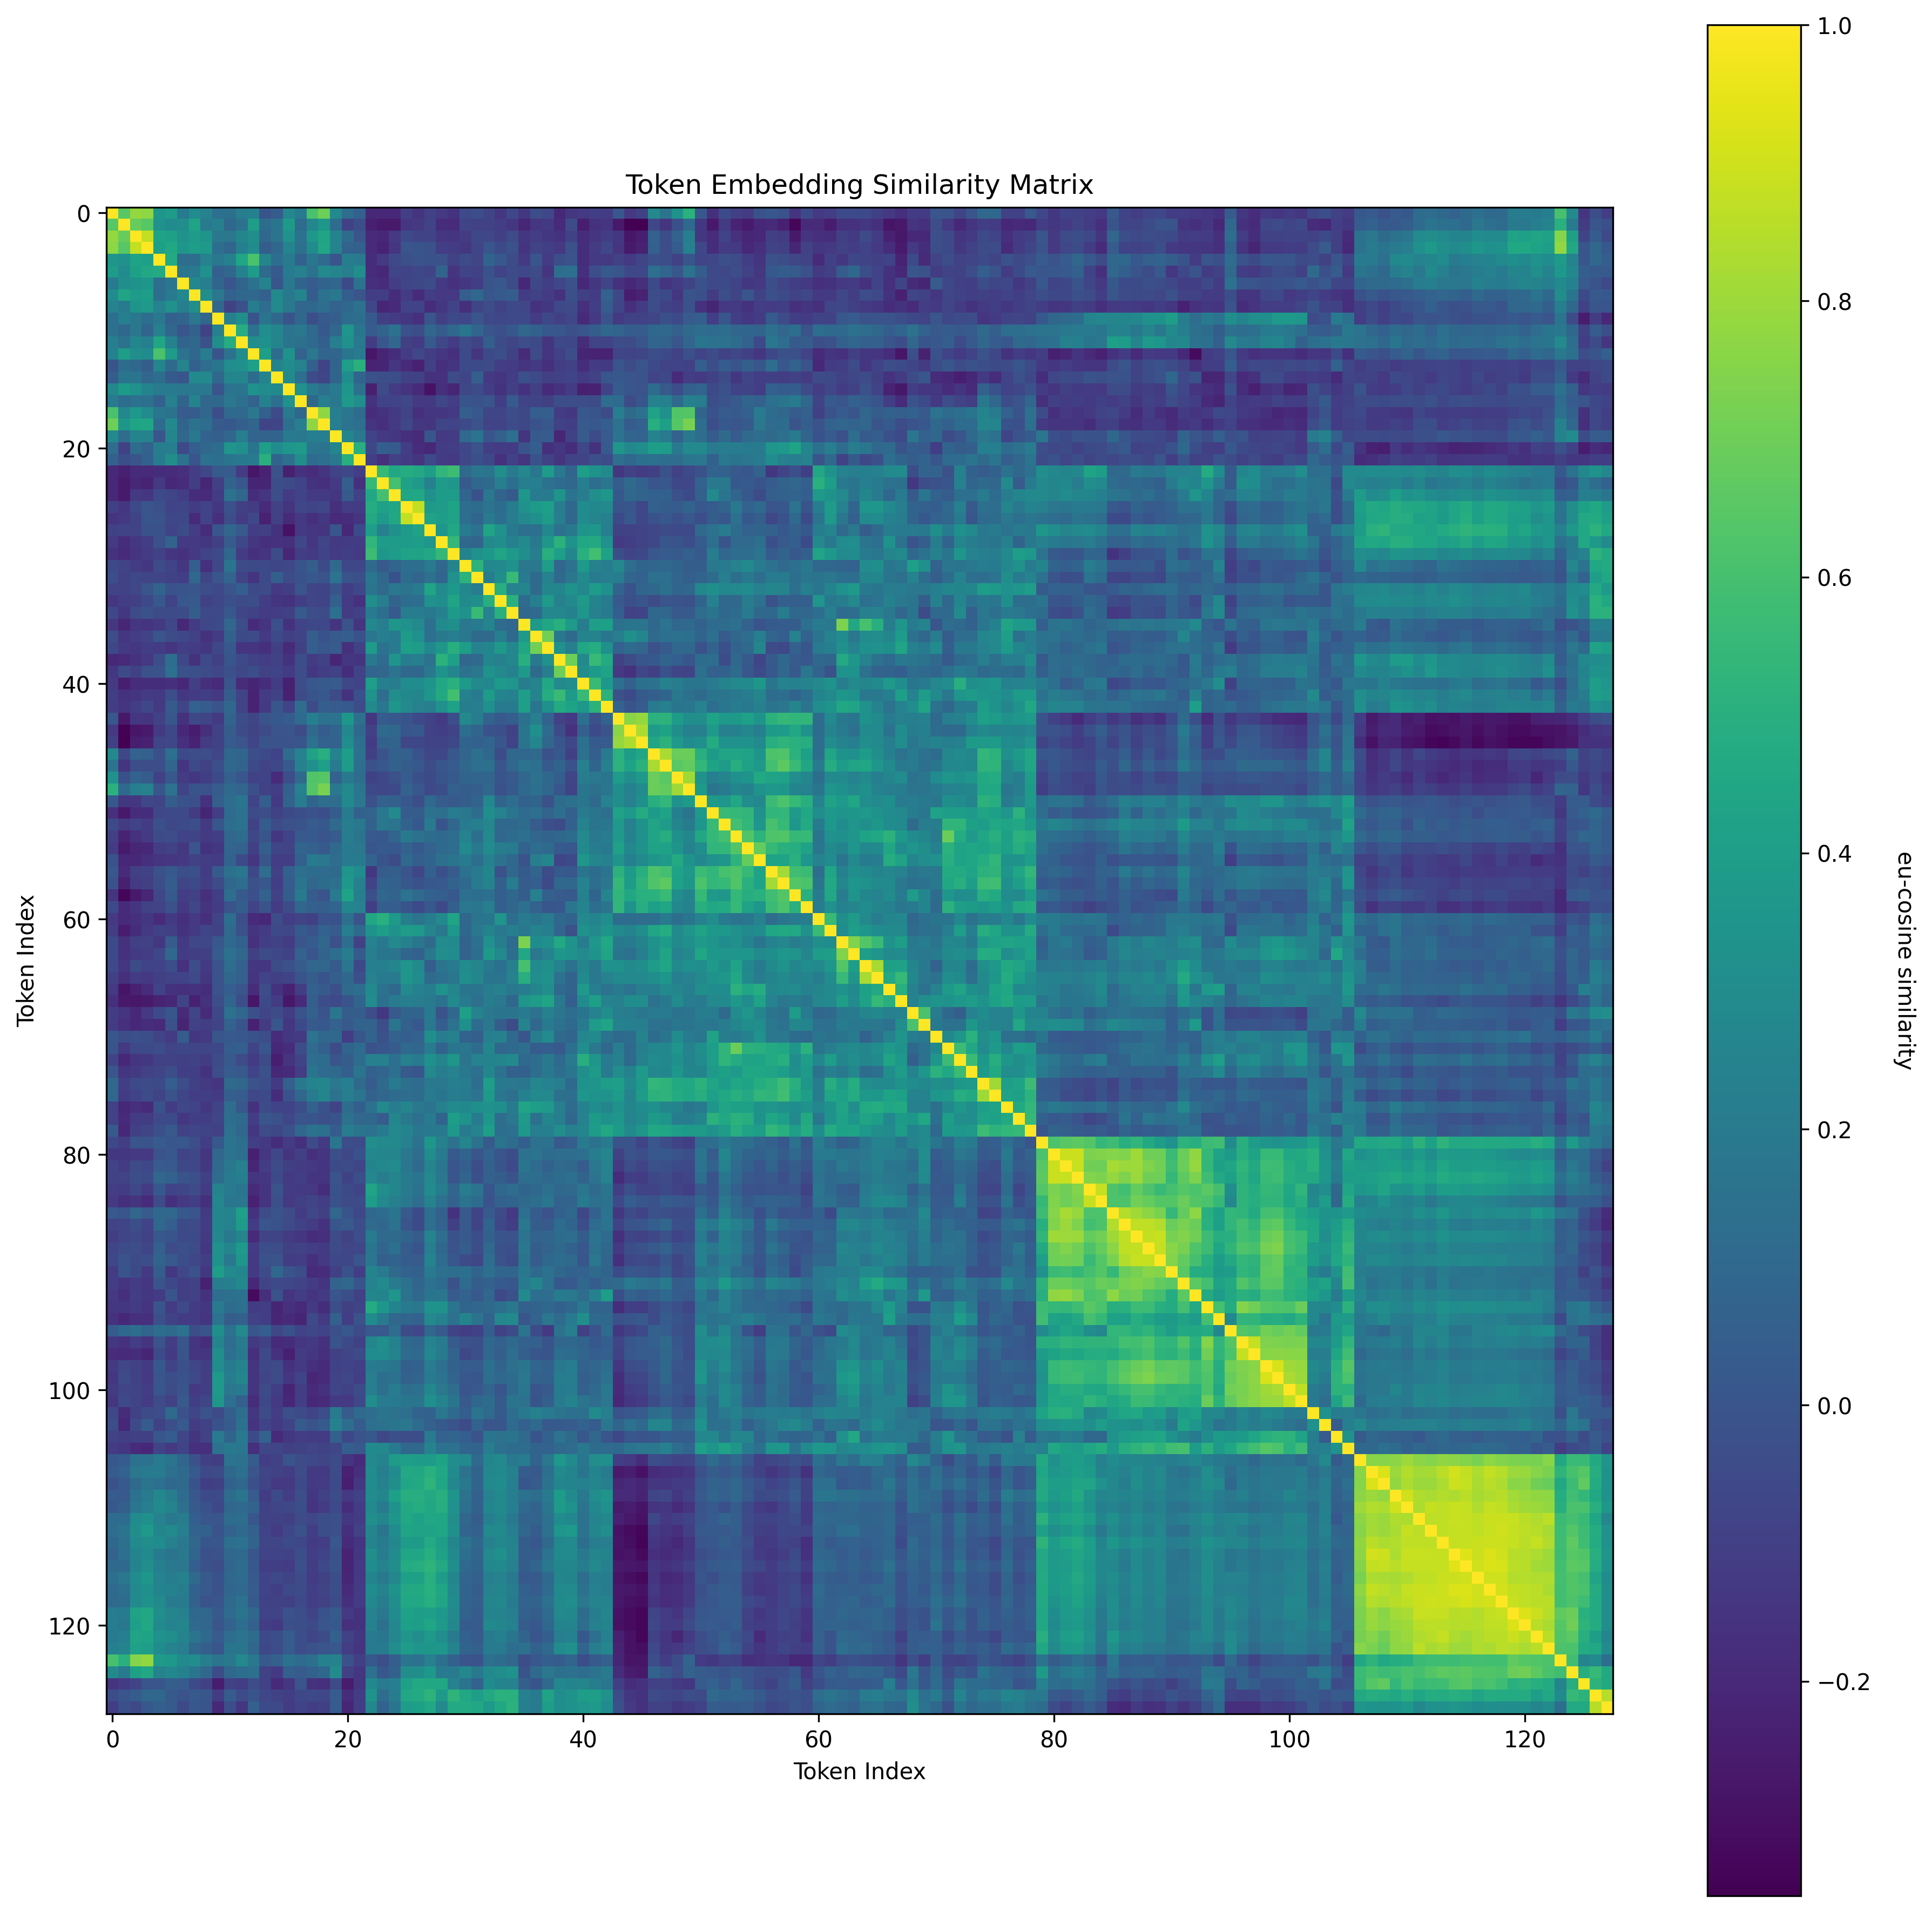 Token Embedding Similarity Matrix
0
20
40
60
80
100
120
Token Index
0 20 40 60 80 100 120
Token Index
1.0
0.8
0.6
0.4
0.2
0.0
−0.2
eu-cosine similarity